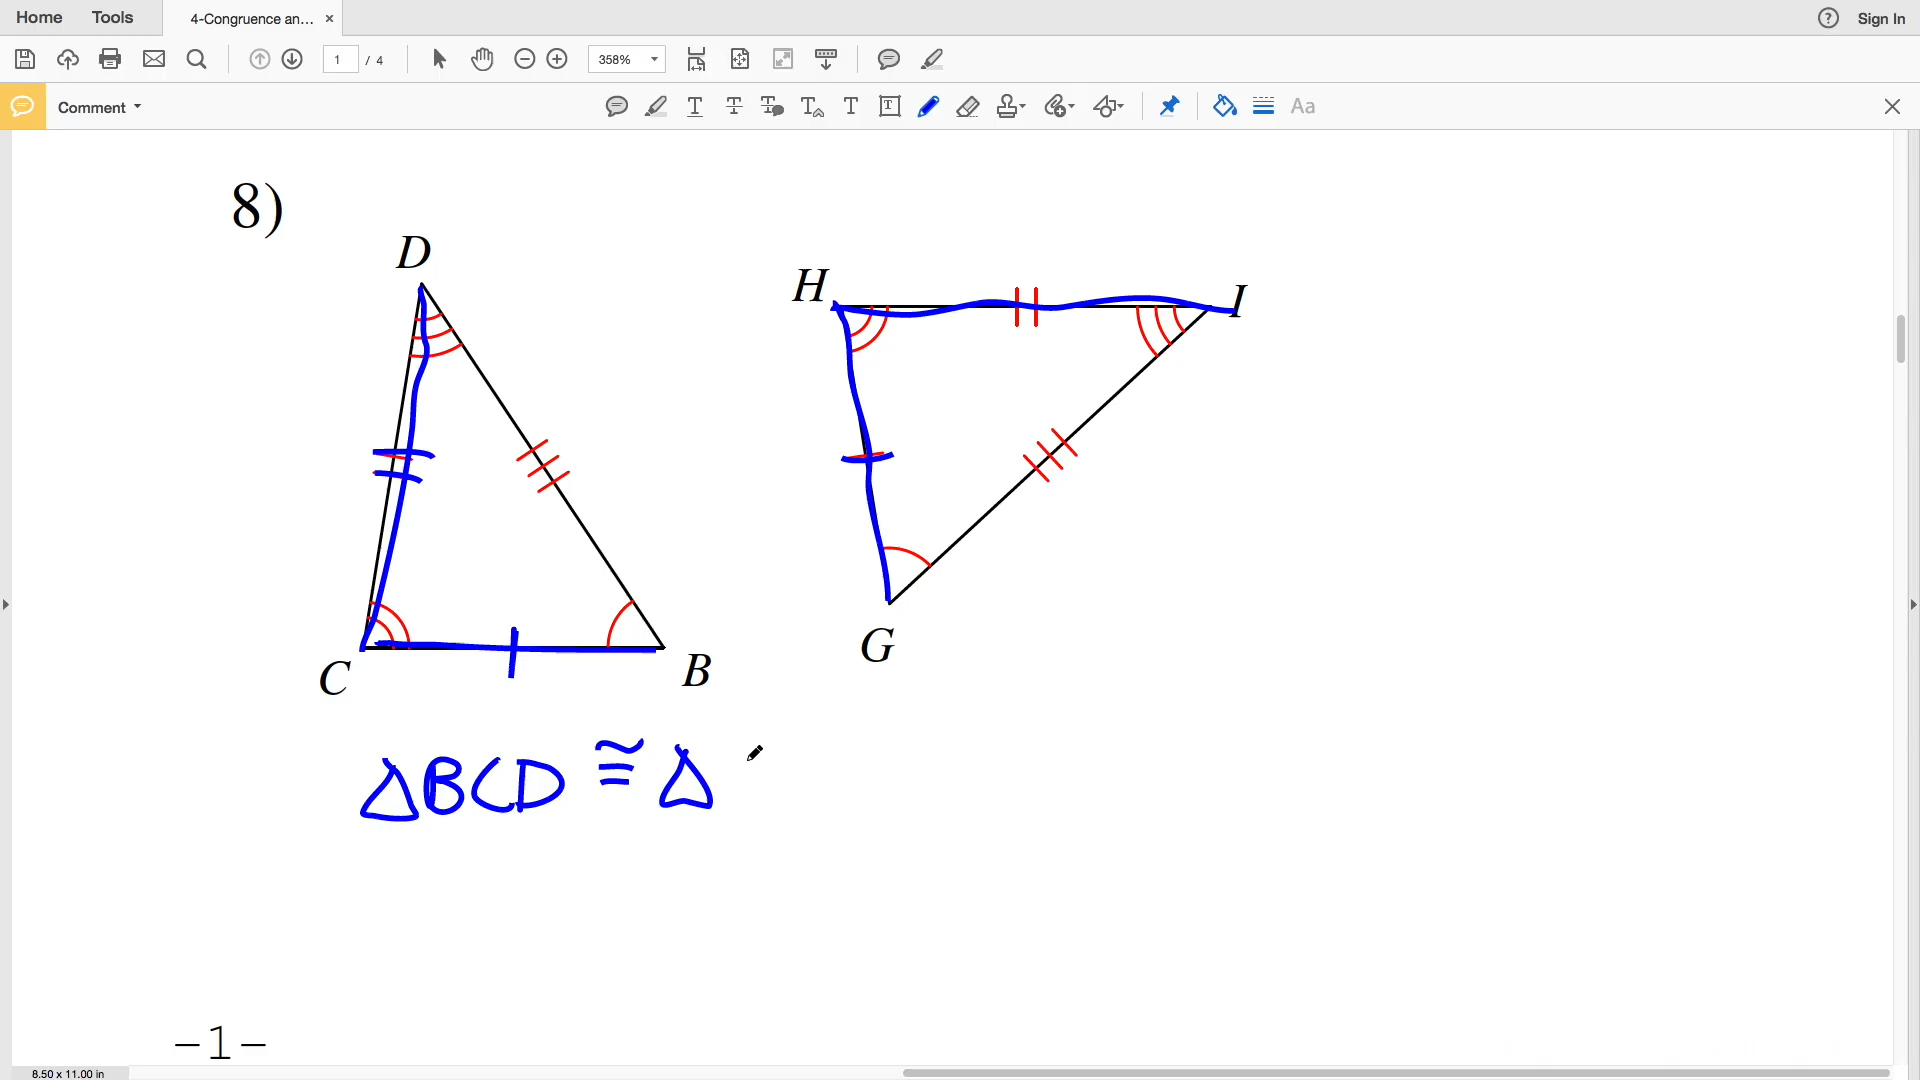 Home Tools 4-Congruence an... × ? Sign In
1 / 4 358%
Comment T T T T T T Aa
8)
D
H I
G
C B
ΔBCD ≅ Δ
-1-
8.50 x 11.00 in